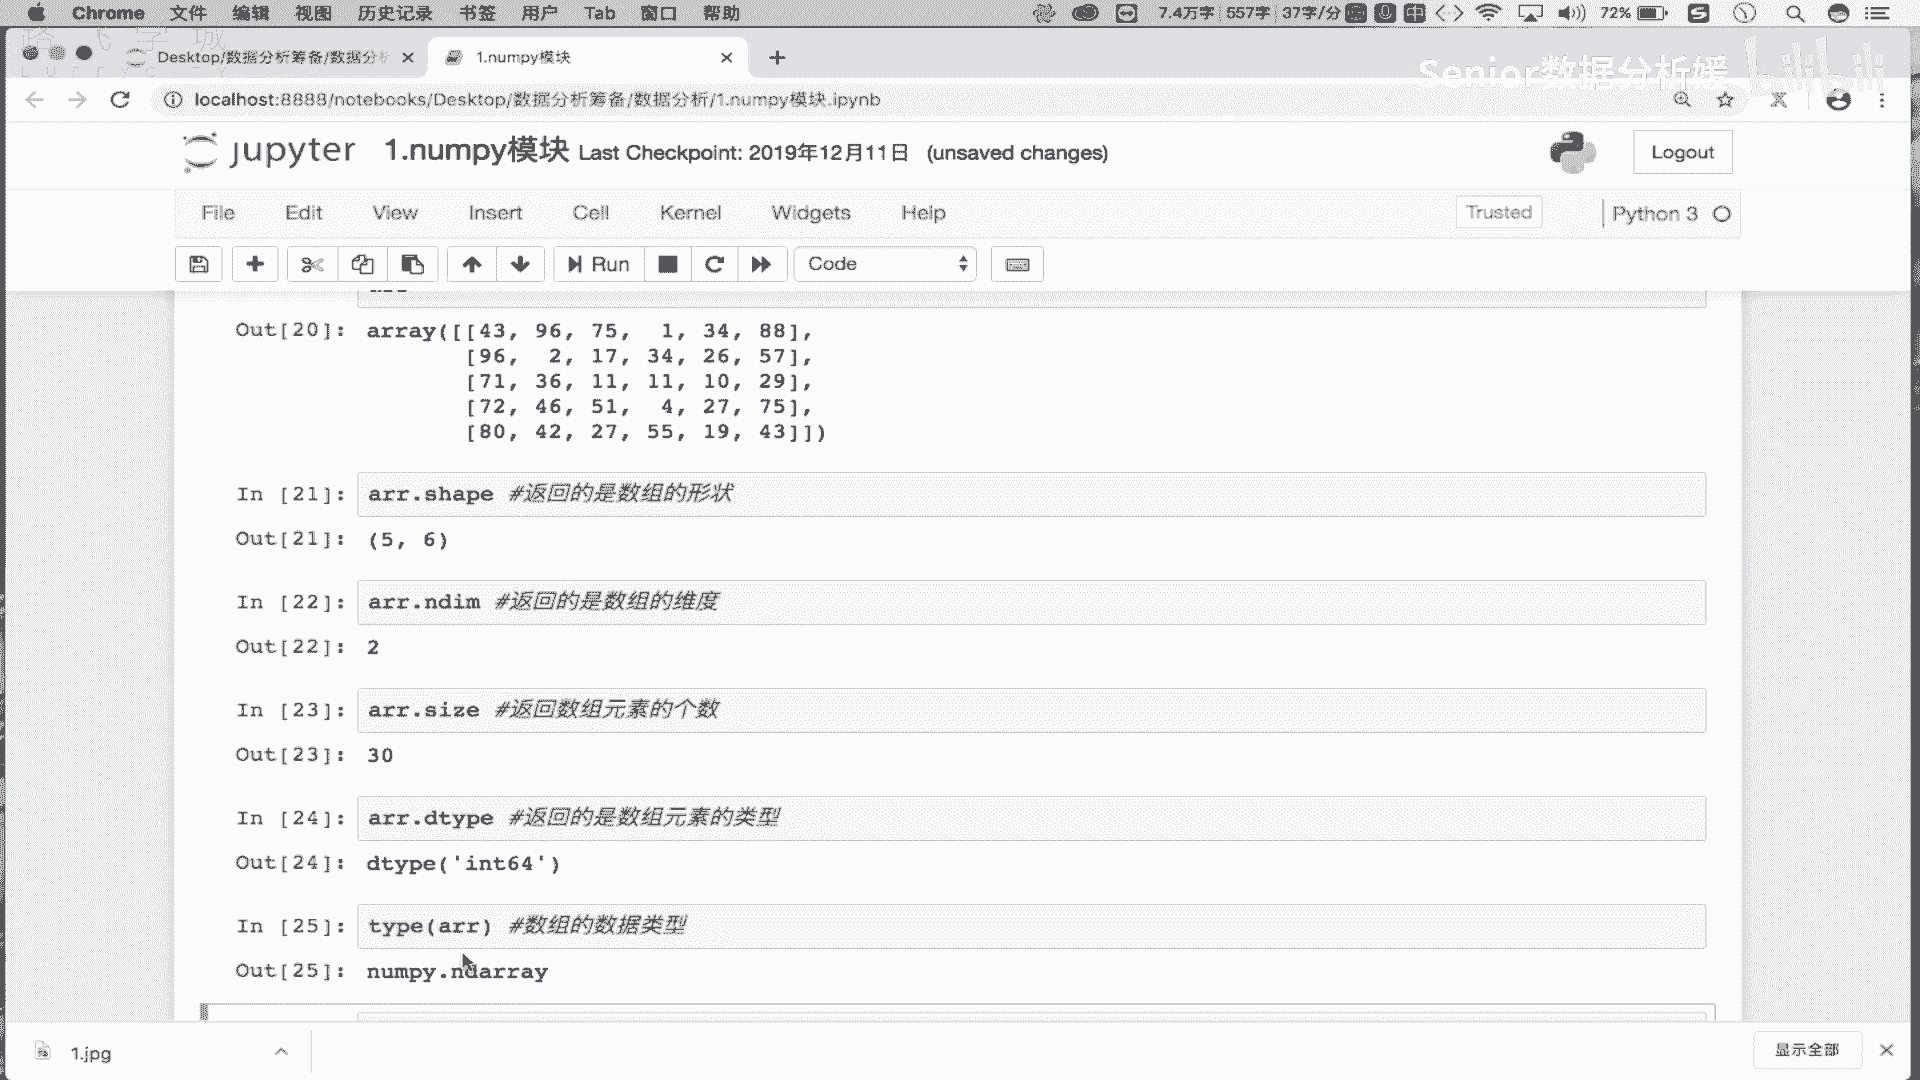 Chrome 文件 编辑 视图 历史记录 书签 用户 Tab 窗口 帮助 7.4万字 557字 37字/分 中 72% S
Desktop/数据分析筹备/数据分析 1.numpy模块
Senior数据分析媛 bilibili
localhost:8888/notebooks/Desktop/数据分析筹备/数据分析/1.numpy模块.ipynb
jupyter 1.numpy模块 Last Checkpoint: 2019年12月11日 (unsaved changes) Logout
File Edit View Insert Cell Kernel Widgets Help Trusted Python 3
Run Code
Out[20]: array([[43, 96, 75, 1, 34, 88],
[96, 2, 17, 34, 26, 57],
[71, 36, 11, 11, 10, 29],
[72, 46, 51, 4, 27, 75],
[80, 42, 27, 55, 19, 43]])
In [21]: arr.shape #返回的是数组的形状
Out[21]: (5, 6)
In [22]: arr.ndim #返回的是数组的维度
Out[22]: 2
In [23]: arr.size #返回数组元素的个数
Out[23]: 30
In [24]: arr.dtype #返回的是数组元素的类型
Out[24]: dtype('int64')
In [25]: type(arr) #数组的数据类型
Out[25]: numpy.ndarray
1.jpg 显示全部